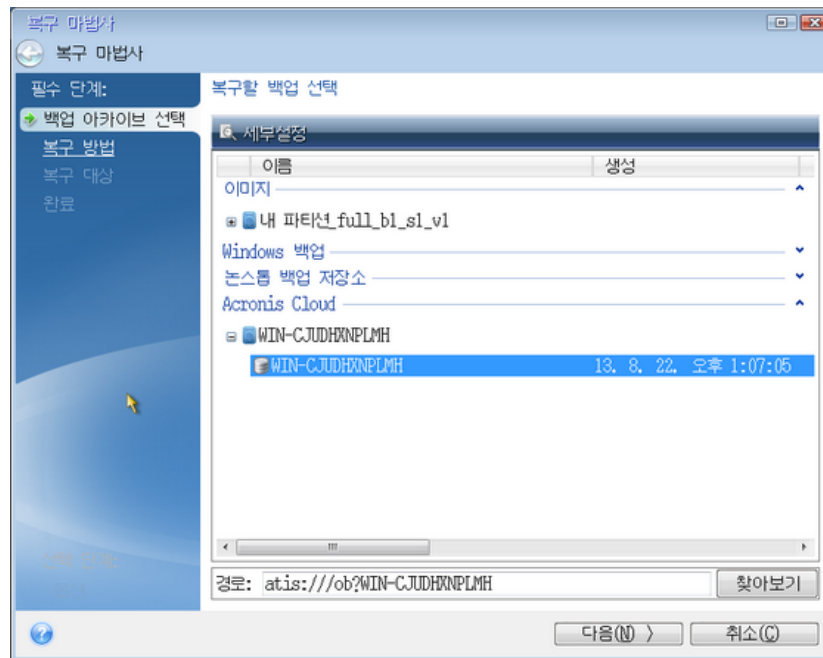 복구 마법사
복구 마법사
필수 단계:
백업 아카이브 선택
복구 방법
복구 대상
완료
복구할 백업 선택
세부설정
이름 생성
이미지
내 파티션_full_b1_s1_v1
Windows 백업
논스톱 백업 저장소
Acronis Cloud
WIN-CJUDHXNPLMH
WIN-CJUDHXNPLMH 13. 8. 22. 오후 1:07:05
경로: atis:///ob?WIN-CJUDHXNPLMH 찾아보기
다음(N) > 취소(C)